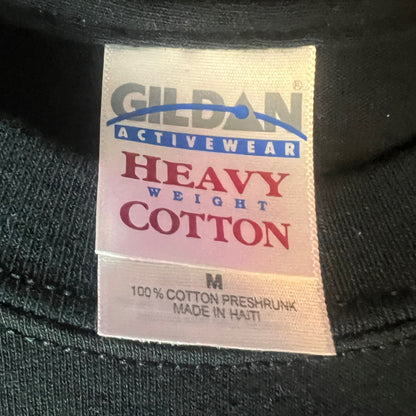 GILDAN®
ACTIVEWEAR
HEAVY
WEIGHT
COTTON
M
100% COTTON PRESHRUNK
MADE IN HAITI